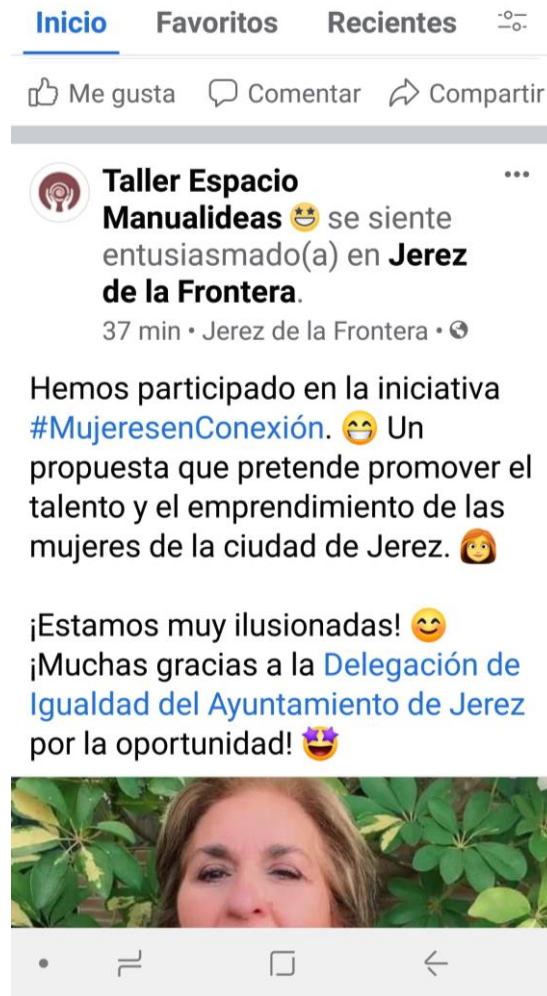 Inicio Favoritos Recientes
Me gusta Comentar Compartir
Taller Espacio
Manualideas 🤩 se siente
entusiasmado(a) en Jerez
de la Frontera.
37 min • Jerez de la Frontera •
Hemos participado en la iniciativa
#MujeresenConexión. 😁 Un
propuesta que pretende promover el
talento y el emprendimiento de las
mujeres de la ciudad de Jerez. 👩‍🦰
¡Estamos muy ilusionadas! 😊
¡Muchas gracias a la Delegación de
Igualdad del Ayuntamiento de Jerez
por la oportunidad! 🤩